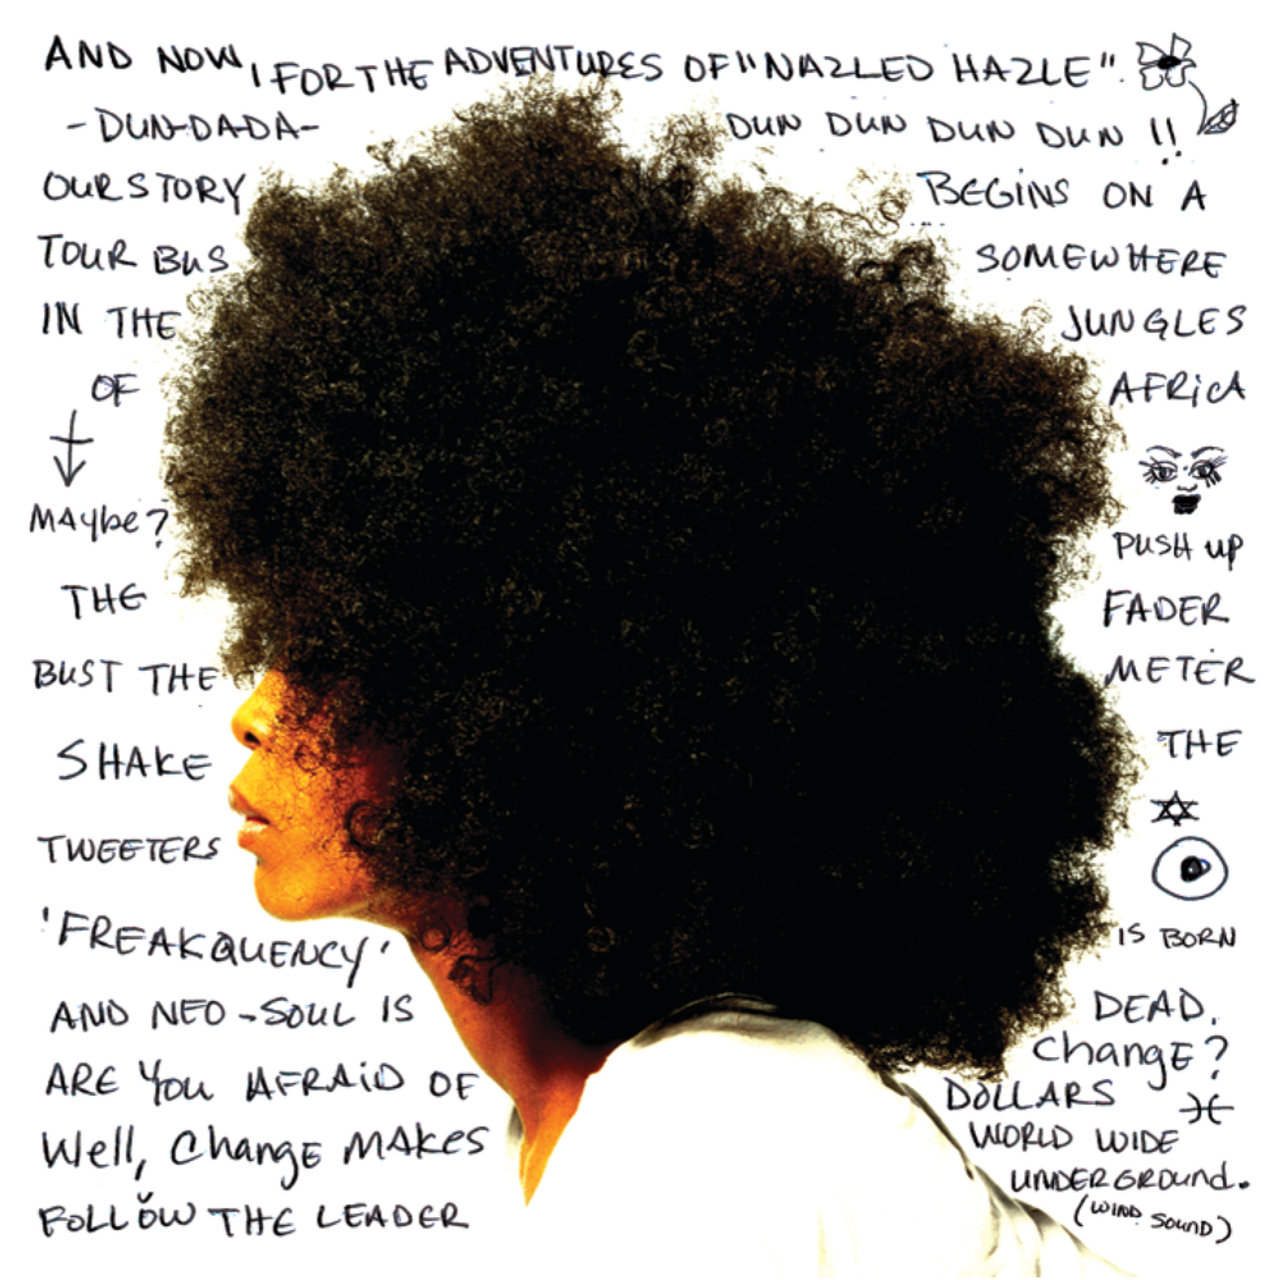 AND NOW, FOR THE ADVENTURES OF "NAZLED HAZLE".
-DUN-DA-DA- DUN DUN DUN DUN !!
OUR STORY BEGINS ON A
TOUR BUS SOMEWHERE
IN THE JUNGLES
OF AFRICA
MAYbe? PUSH UP
THE FADER
BUST THE METER
SHAKE THE
TWEETERS
'FREAKQUENCY' IS BORN
AND NEO-SOUL IS DEAD.
ARE YOU AFRAID OF ChangE?
Well, ChangE MAKES DOLLARS
FOLLOW THE LEADER WORLD WIDE
UNDERGROUnd.
(WIND SOUND)